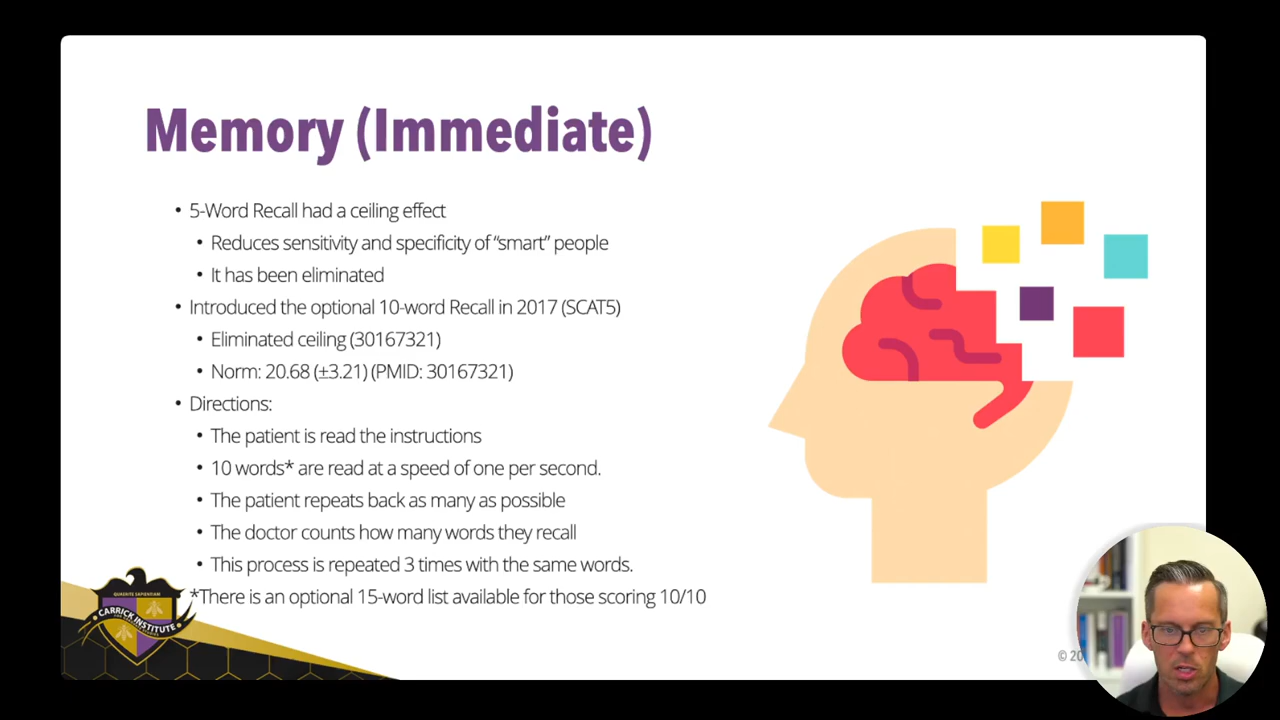 Memory (Immediate)
• 5-Word Recall had a ceiling effect
• Reduces sensitivity and specificity of “smart” people
• It has been eliminated
• Introduced the optional 10-word Recall in 2017 (SCAT5)
• Eliminated ceiling (30167321)
• Norm: 20.68 (±3.21) (PMID: 30167321)
• Directions:
• The patient is read the instructions
• 10 words* are read at a speed of one per second.
• The patient repeats back as many as possible
• The doctor counts how many words they recall
• This process is repeated 3 times with the same words.
*There is an optional 15-word list available for those scoring 10/10
CARRICK INSTITUTE
© 20